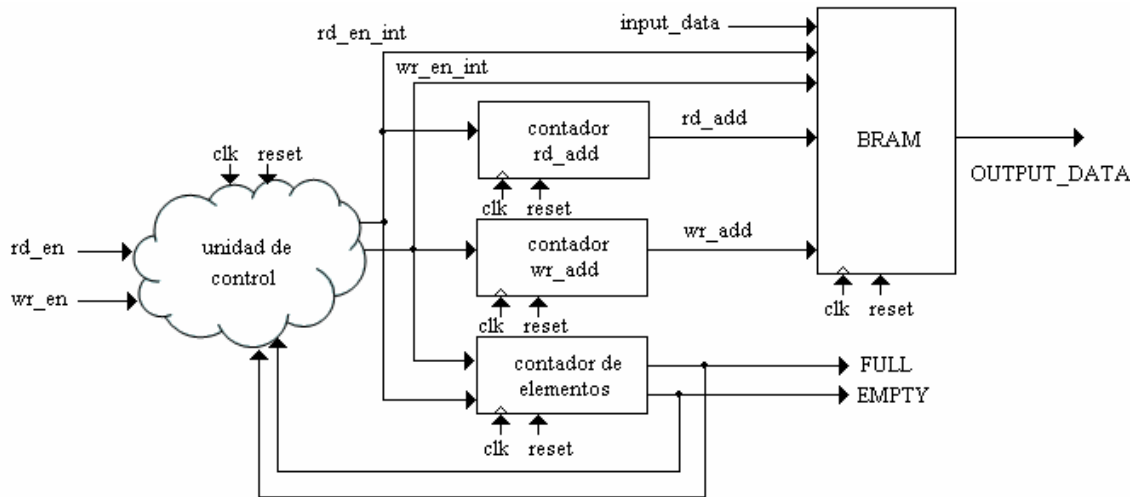 input_data
rd_en_int
wr_en_int
contador
rd_add
rd_add
BRAM
OUTPUT_DATA
clk
reset
clk
reset
unidad de
control
rd_en
wr_en
contador
wr_add
wr_add
clk
reset
clk
reset
contador de
elementos
FULL
EMPTY
clk
reset